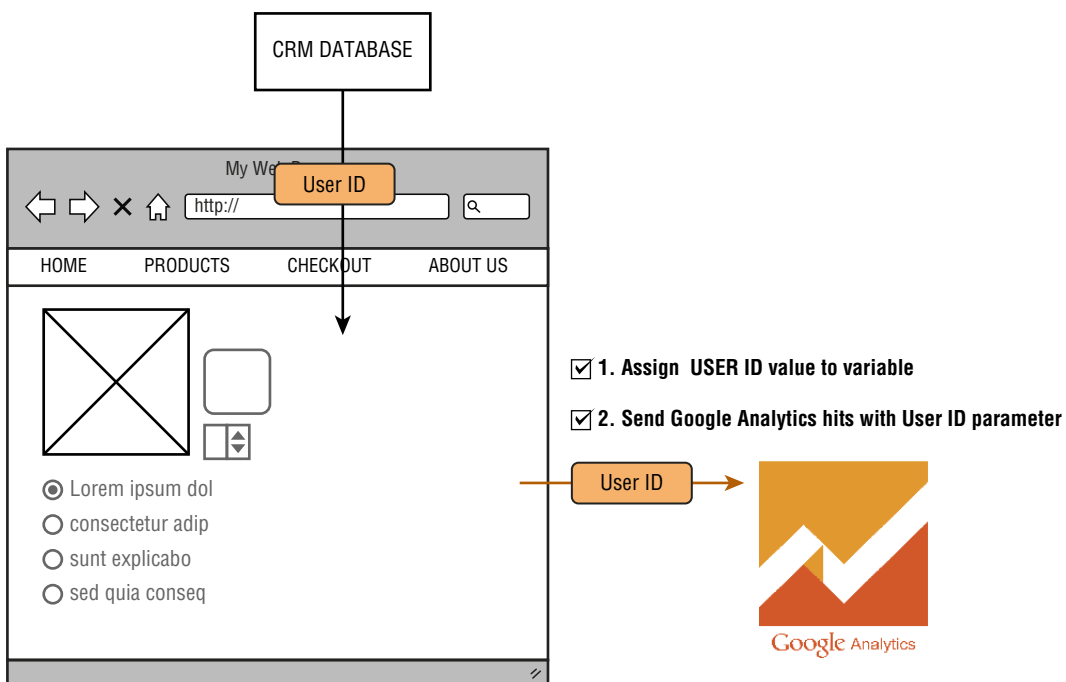 CRM DATABASE
My We
User ID
http://
HOME PRODUCTS CHECKOUT ABOUT US
1. Assign USER ID value to variable
2. Send Google Analytics hits with User ID parameter
User ID
Lorem ipsum dol
consectetur adip
sunt explicabo
sed quia conseq
Google Analytics